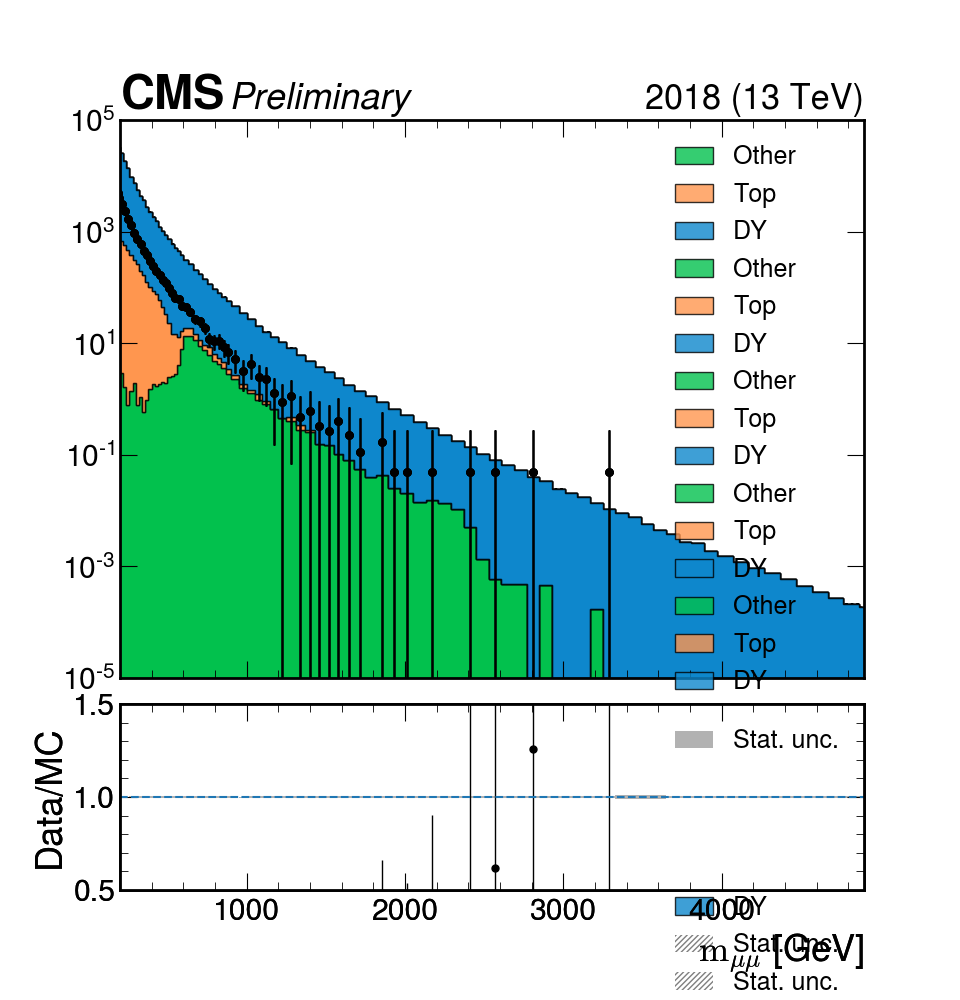 CMS Preliminary 2018 (13 TeV)
10^5
10^3
10^1
10^-1
10^-3
10^-5
Other
Top
DY
Other
Top
DY
Other
Top
DY
Other
Top
DY
Other
Top
DY
1.5
1.0
0.5
Data/MC
Stat. unc.
1000 2000 3000 4000
DY
Stat. unc.
m_μμ [GeV]
Stat. unc.